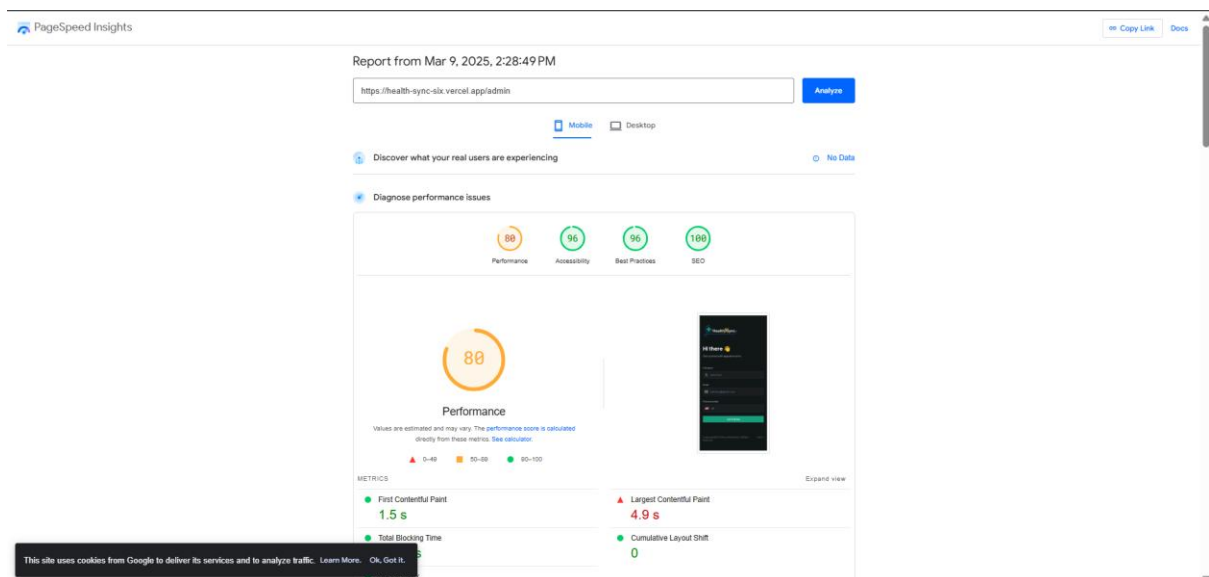 PageSpeed Insights
Copy Link
Docs
Report from Mar 9, 2025, 2:28:49 PM
https://health-sync-six.vercel.app/admin
Analyze
Mobile
Desktop
Discover what your real users are experiencing
No Data
Diagnose performance issues
80
96
96
100
Performance
Accessibility
Best Practices
SEO
80
Hi there 👋
Performance
Values are estimated and may vary. The performance score is calculated
directly from these metrics. See calculator.
0–49
50–89
90–100
METRICS
Expand view
First Contentful Paint
1.5 s
Largest Contentful Paint
4.9 s
Total Blocking Time
s
Cumulative Layout Shift
0
This site uses cookies from Google to deliver its services and to analyze traffic. Learn More. Ok, Got it.